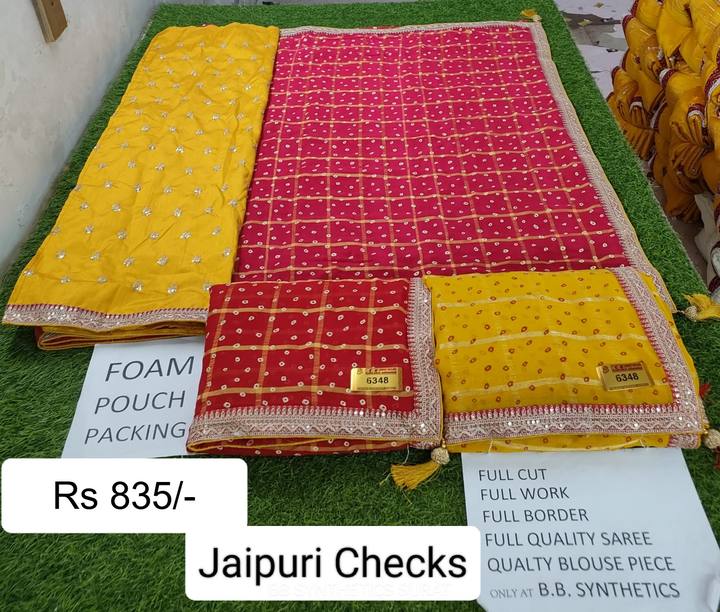 6348
6348
FOAM
POUCH
PACKING
Rs 835/-
Jaipuri Checks
FULL CUT
FULL WORK
FULL BORDER
FULL QUALITY SAREE
QUALTY BLOUSE PIECE
ONLY AT B.B. SYNTHETICS